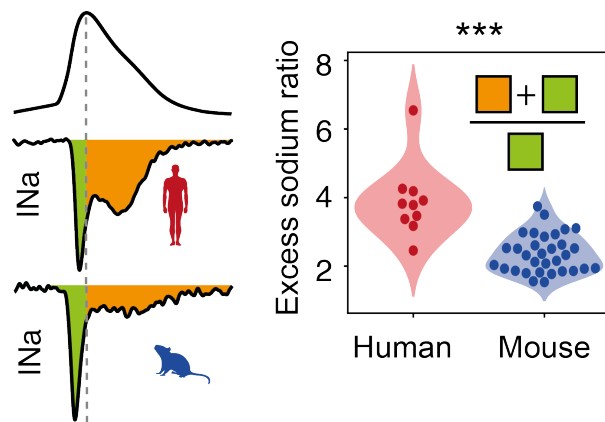 INa
INa
***
Excess sodium ratio
8
6
4
2
+
Human
Mouse